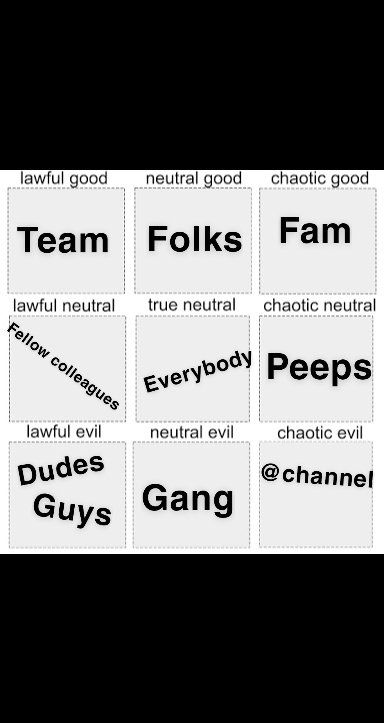 lawful good
neutral good
chaotic good
Team
Folks
Fam
lawful neutral
true neutral
chaotic neutral
Fellow colleagues
Everybody
Peeps
lawful evil
neutral evil
chaotic evil
Dudes
Guys
Gang
@channel